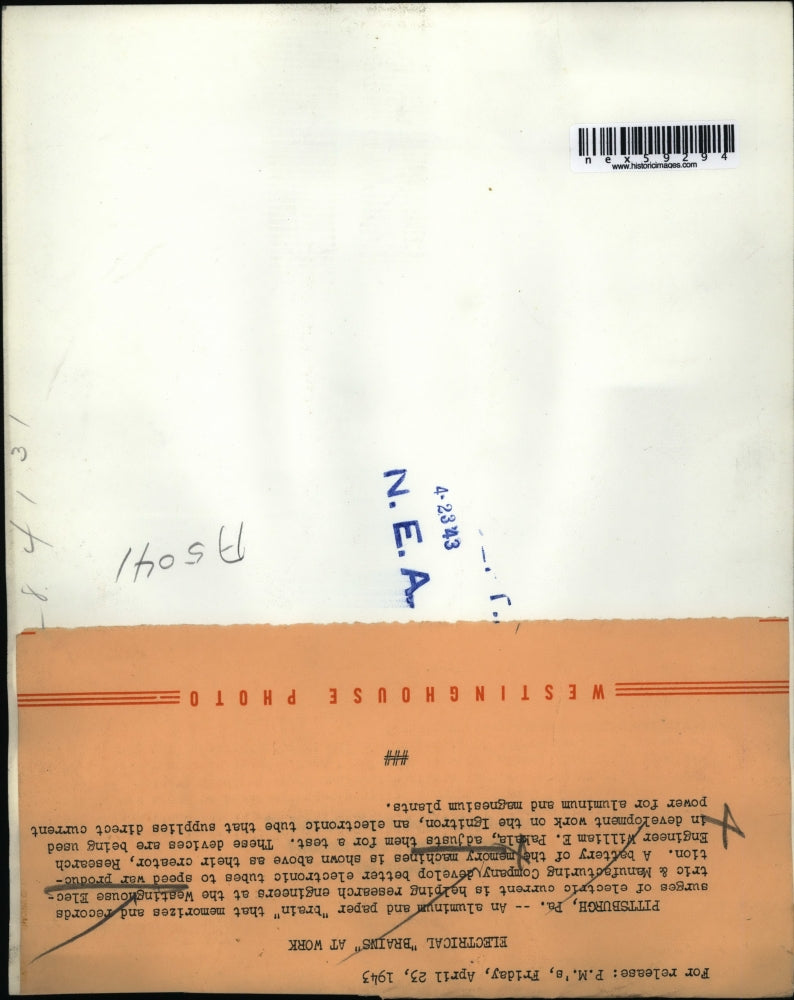 nex59294
www.historicimages.com
4-23 43
N. E. A.
A5041
For release: P.M.'s, Friday, April 23, 1943
ELECTRICAL "BRAINS" AT WORK
PITTSBURGH, Pa. -- An aluminum and paper "brain" that memorizes and records
surges of electric current is helping research engineers at the Westinghouse Elec-
tric & Manufacturing Company develop better electronic tubes to speed war produc-
tion. A battery of the memory machines is shown above as their creator, Research
Engineer William E. Pakala, adjusts them for a test. These devices are being used
in development work on the Ignitron, an electronic tube that supplies direct current
power for aluminum and magnesium plants.
###
WESTINGHOUSE PHOTO